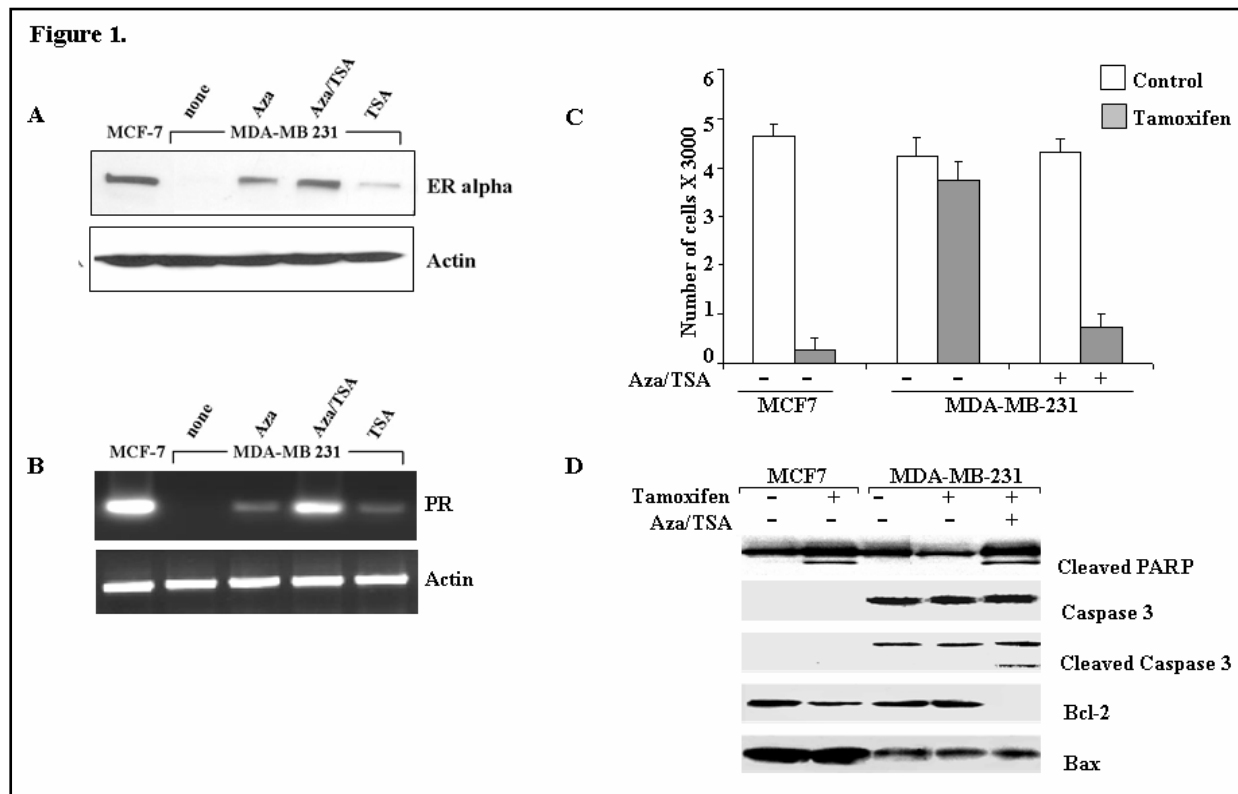 Figure 1.
A
none
Aza
Aza/TSA
TSA
MCF-7
MDA-MB 231
ER alpha
Actin
B
none
Aza
Aza/TSA
TSA
MCF-7
MDA-MB 231
PR
Actin
C
Control
Tamoxifen
Number of cells X 3000
6
5
4
3
2
1
0
Aza/TSA - - - - + +
MCF7 MDA-MB-231
D
MCF7 MDA-MB-231
Tamoxifen - + - + +
Aza/TSA - - - - +
Cleaved PARP
Caspase 3
Cleaved Caspase 3
Bcl-2
Bax